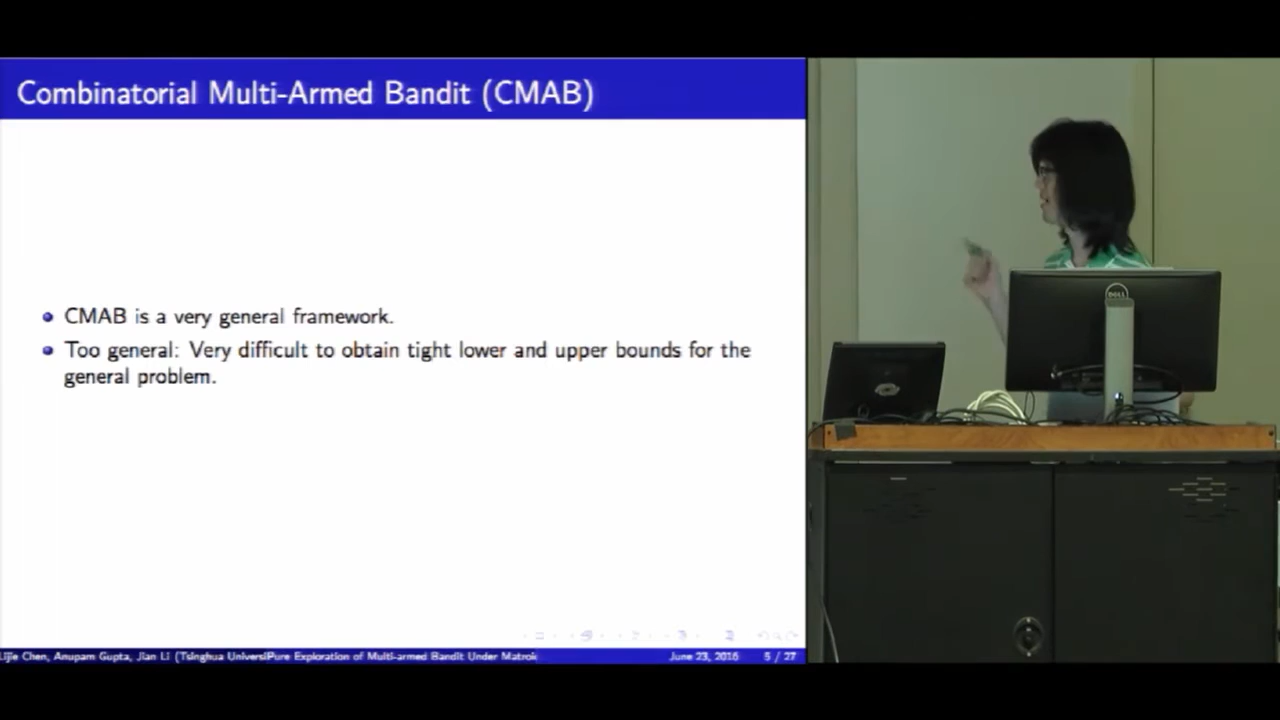 Combinatorial Multi-Armed Bandit (CMAB)
CMAB is a very general framework.
Too general: Very difficult to obtain tight lower and upper bounds for the
general problem.
Lijie Chen, Anupam Gupta, Jian Li (Tsinghua UniversiPure Exploration of Multi-armed Bandit Under Matroi
June 23, 2016 5 / 27
DELL